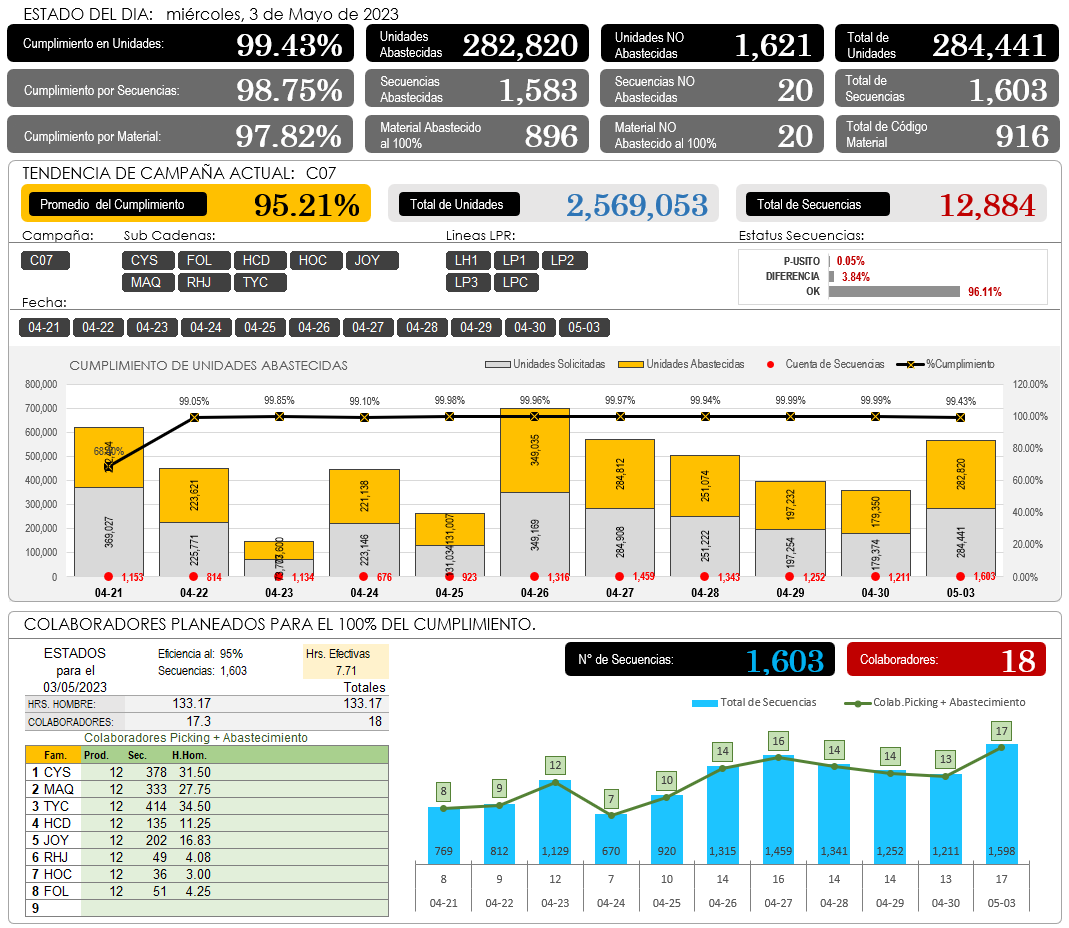 ESTADO DEL DIA: miércoles, 3 de Mayo de 2023
Cumplimiento en Unidades: 99.43%
Unidades Abastecidas 282,820
Unidades NO Abastecidas 1,621
Total de Unidades 284,441
Cumplimiento por Secuencias: 98.75%
Secuencias Abastecidas 1,583
Secuencias NO Abastecidas 20
Total de Secuencias 1,603
Cumplimiento por Material: 97.82%
Material Abastecido al 100% 896
Material NO Abastecido al 100% 20
Total de Código Material 916
TENDENCIA DE CAMPAÑA ACTUAL: C07
Promedio del Cumplimiento 95.21%
Total de Unidades 2,569,053
Total de Secuencias 12,884
Campaña: Sub Cadenas: Lineas LPR: Estatus Secuencias:
C07 CYS FOL HCD HOC JOY LH1 LP1 LP2
MAQ RHJ TYC LP3 LPC
P-USITO 0.05%
DIFERENCIA 3.84%
OK 96.11%
Fecha:
04-21 04-22 04-23 04-24 04-25 04-26 04-27 04-28 04-29 04-30 05-03
CUMPLIMIENTO DE UNIDADES ABASTECIDAS
Unidades Solicitadas Unidades Abastecidas Cuenta de Secuencias %Cumplimiento
800,000 120.00%
700,000 100.00%
600,000 80.00%
500,000 60.00%
400,000 40.00%
300,000 20.00%
200,000 0.00%
100,000
0
99.05% 99.85% 99.10% 99.98% 99.96% 99.97% 99.94% 99.99% 99.99% 99.43%
223,621 221,138 131,007 349,035 284,812 251,074 197,232 179,350 282,820
369,027 225,771 223,146 131,034 349,169 284,908 251,222 197,254 179,374 284,441
1,153 814 1,134 676 923 1,316 1,459 1,343 1,252 1,211 1,603
04-21 04-22 04-23 04-24 04-25 04-26 04-27 04-28 04-29 04-30 05-03
COLABORADORES PLANEADOS PARA EL 100% DEL CUMPLIMIENTO.
ESTADOS Eficiencia al: 95% Hrs. Efectivas
para el Secuencias: 1,603 7.71
03/05/2023 Totales
HRS. HOMBRE: 133.17 133.17
COLABORADORES: 17.3 18
Colaboradores Picking + Abastecimiento
Fam. Prod. Sec. H.Hom.
1 CYS 12 378 31.50
2 MAQ 12 333 27.75
3 TYC 12 414 34.50
4 HCD 12 135 11.25
5 JOY 12 202 16.83
6 RHJ 12 49 4.08
7 HOC 12 36 3.00
8 FOL 12 51 4.25
9
N° de Secuencias: 1,603
Colaboradores: 18
Total de Secuencias Colab.Picking + Abastecimiento
8 9 12 7 10 14 16 14 14 13 17
769 812 1,129 670 920 1,315 1,459 1,341 1,252 1,211 1,598
8 9 12 7 10 14 16 14 14 13 17
04-21 04-22 04-23 04-24 04-25 04-26 04-27 04-28 04-29 04-30 05-03